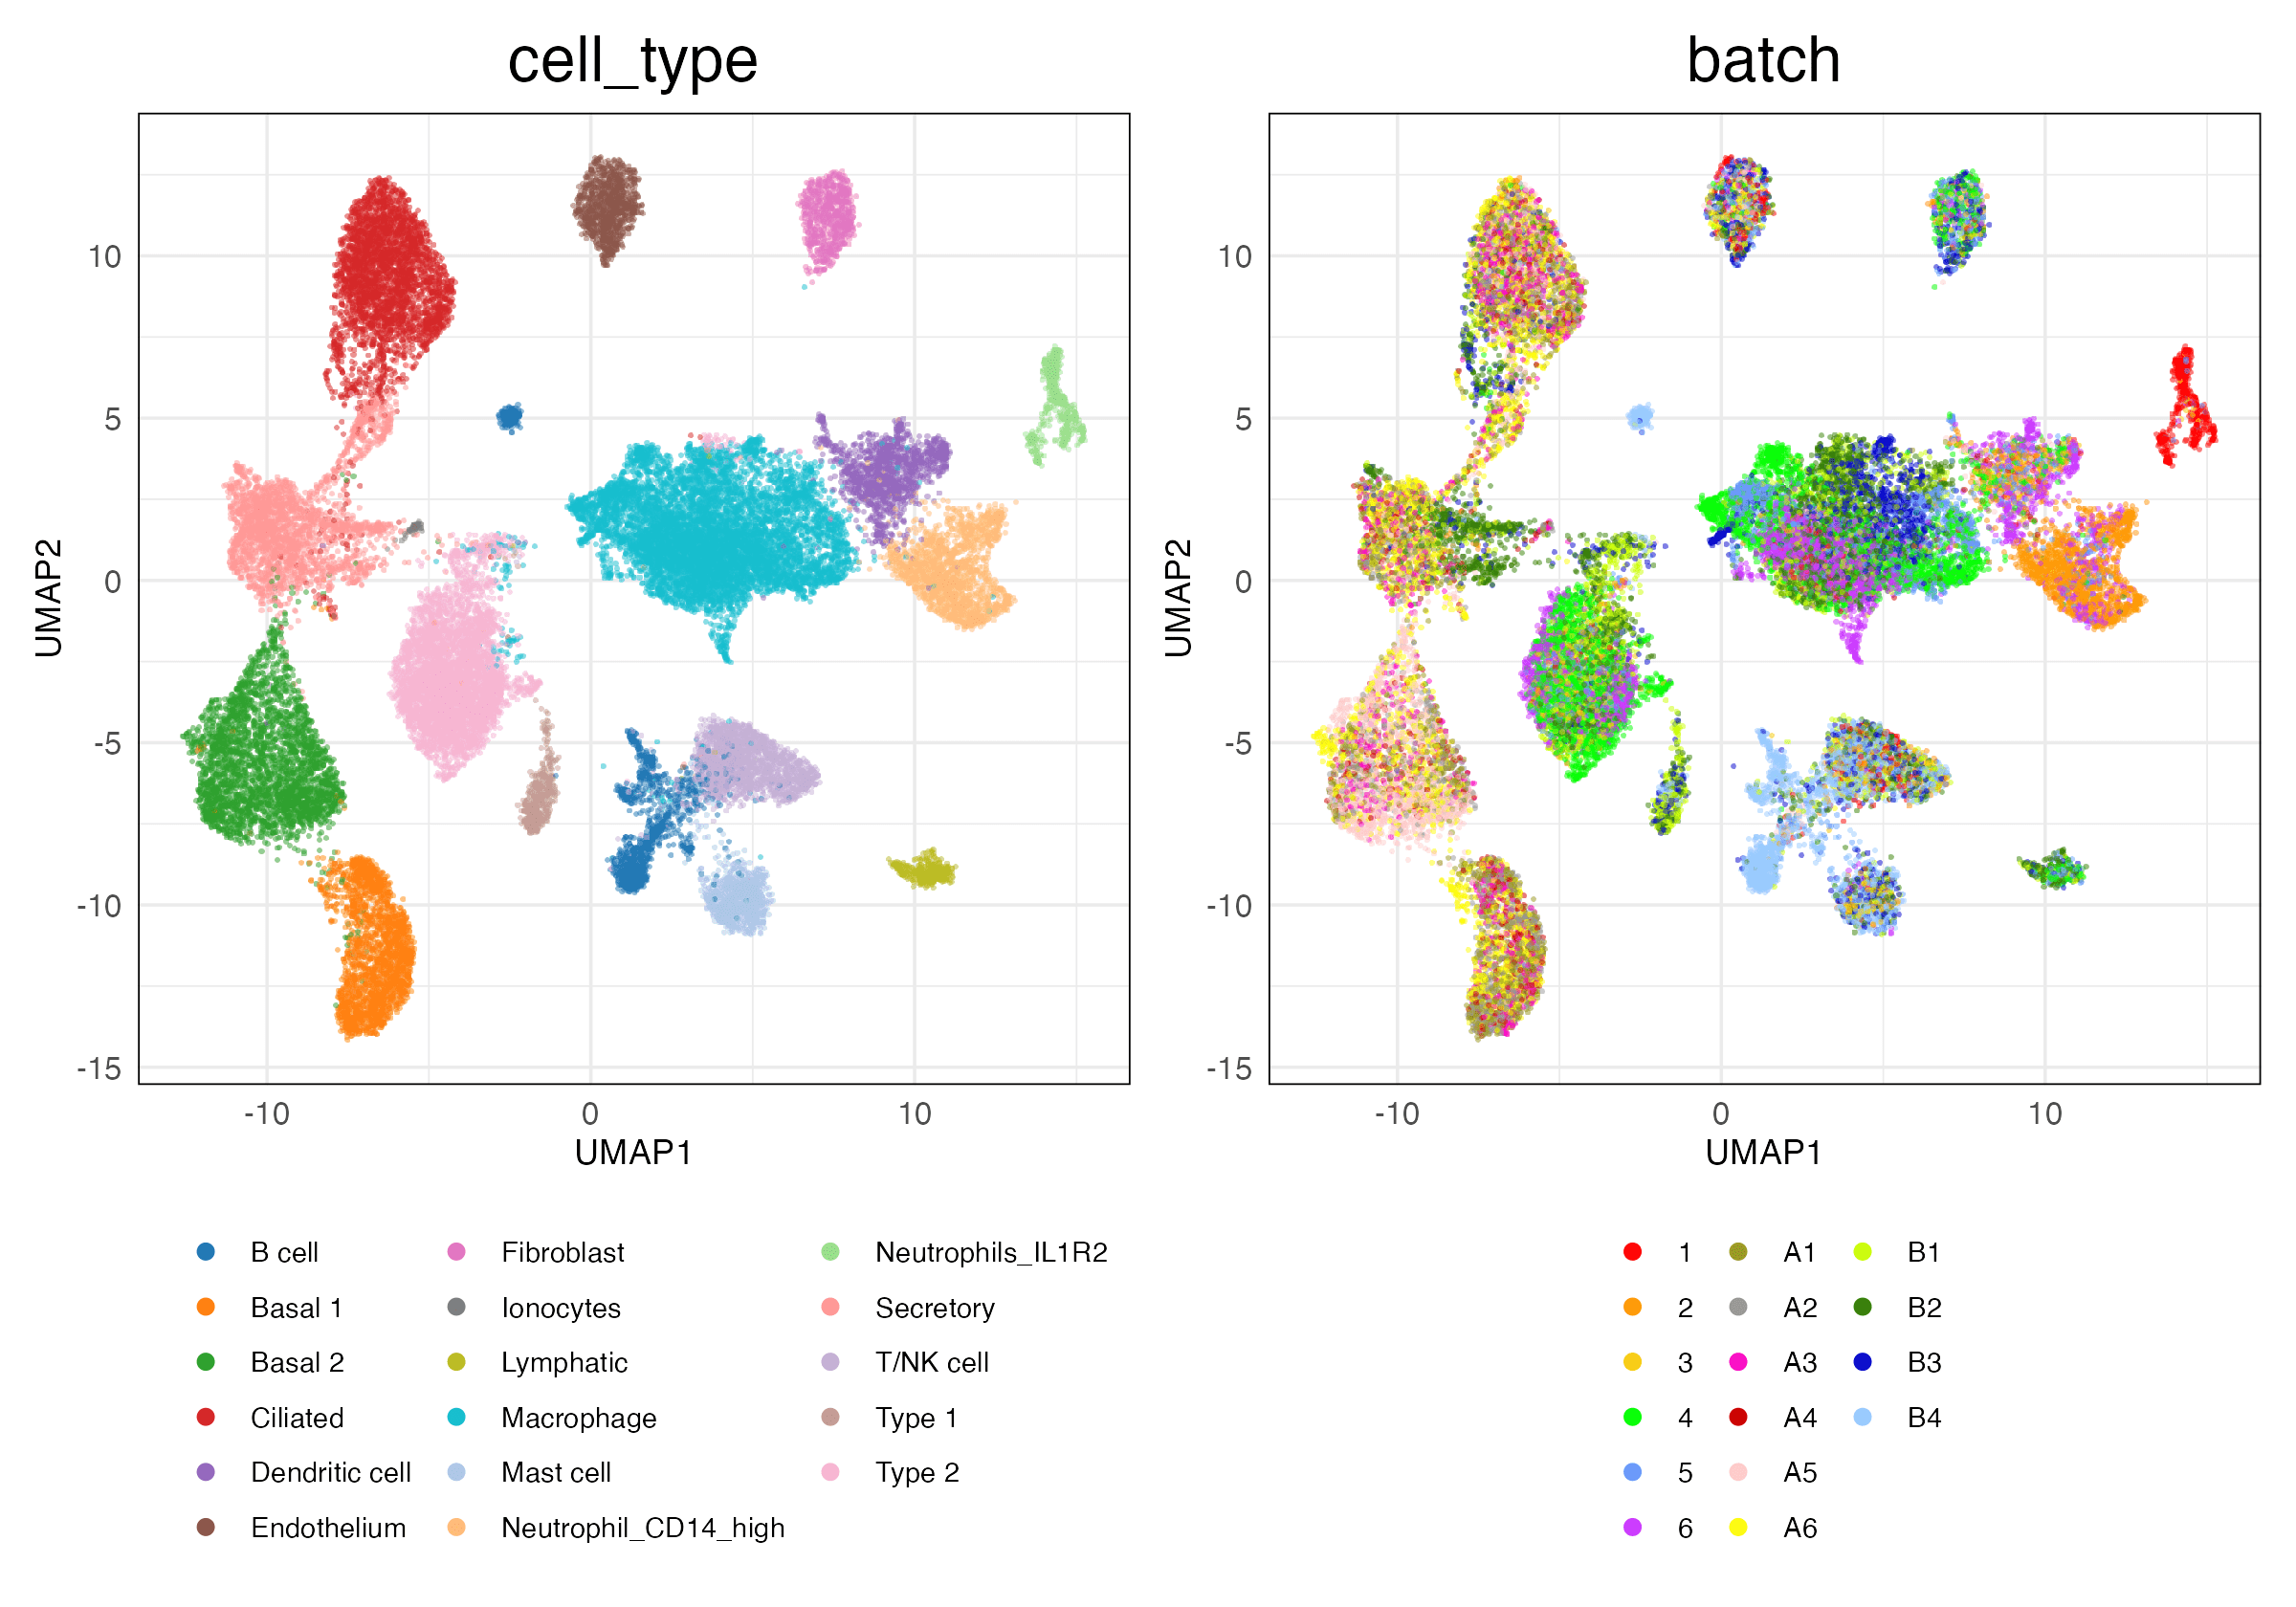 cell_type
batch
10
5
0
-5
-10
-15
UMAP2
-10
0
10
UMAP1
10
5
0
-5
-10
-15
UMAP2
-10
0
10
UMAP1
B cell
Basal 1
Basal 2
Ciliated
Dendritic cell
Endothelium
Fibroblast
Ionocytes
Lymphatic
Macrophage
Mast cell
Neutrophil_CD14_high
Neutrophils_IL1R2
Secretory
T/NK cell
Type 1
Type 2
1
2
3
4
5
6
A1
A2
A3
A4
A5
A6
B1
B2
B3
B4